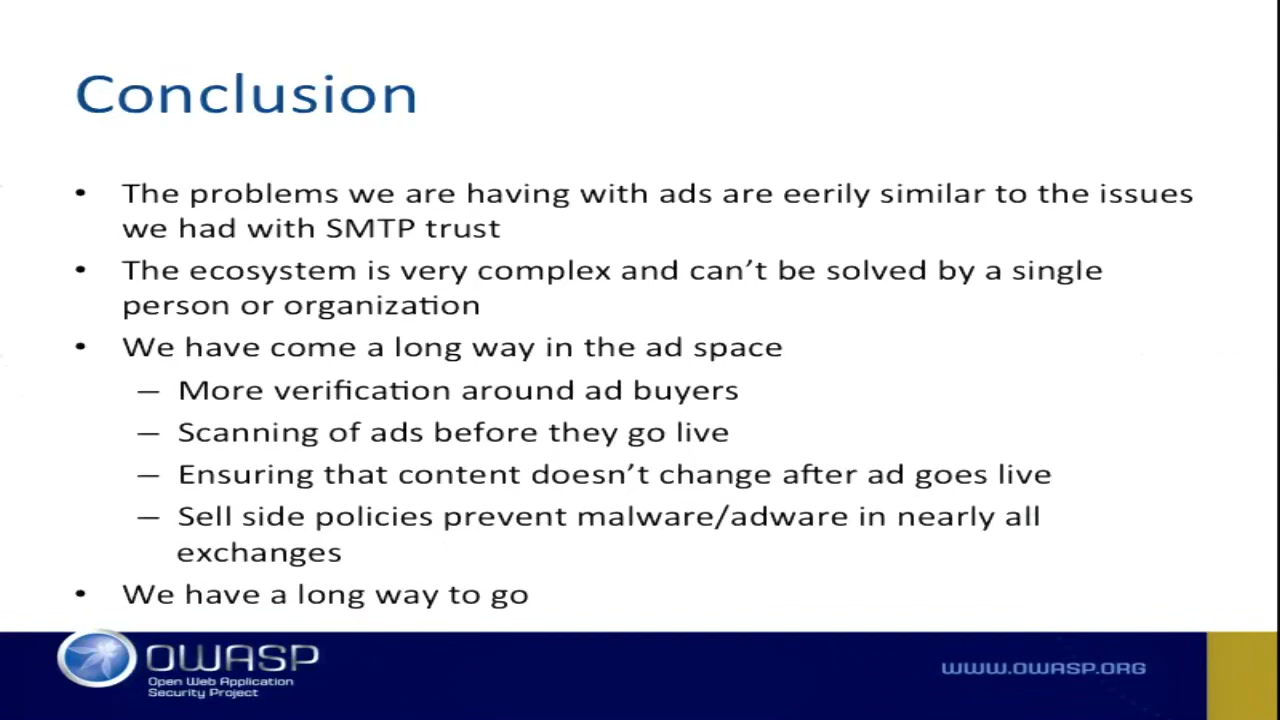 Conclusion
• The problems we are having with ads are eerily similar to the issues
we had with SMTP trust
• The ecosystem is very complex and can’t be solved by a single
person or organization
• We have come a long way in the ad space
– More verification around ad buyers
– Scanning of ads before they go live
– Ensuring that content doesn’t change after ad goes live
– Sell side policies prevent malware/adware in nearly all
exchanges
• We have a long way to go
OWASP
Open Web Application
Security Project
WWW.OWASP.ORG